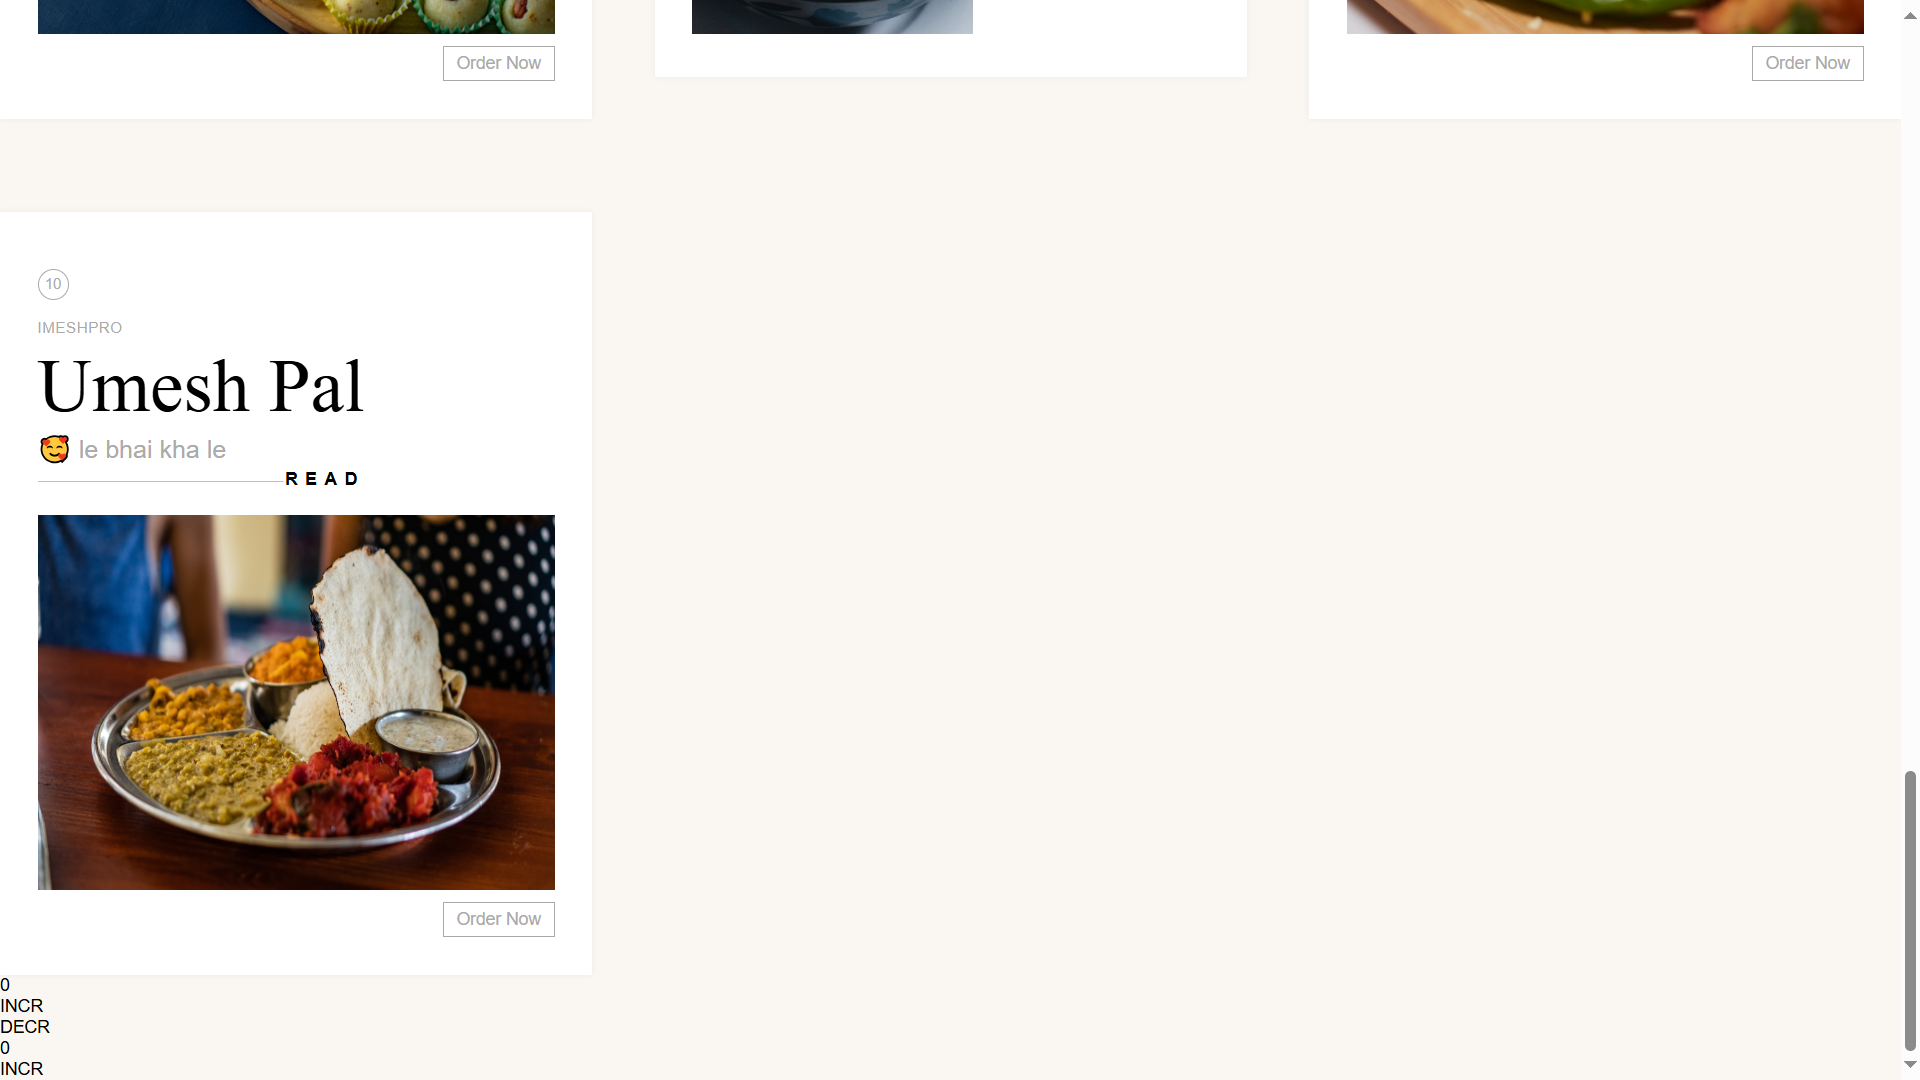 Order Now
Order Now
10
IMESHPRO
Umesh Pal
🥰 le bhai kha le
READ
Order Now
0
INCR
DECR
0
INCR